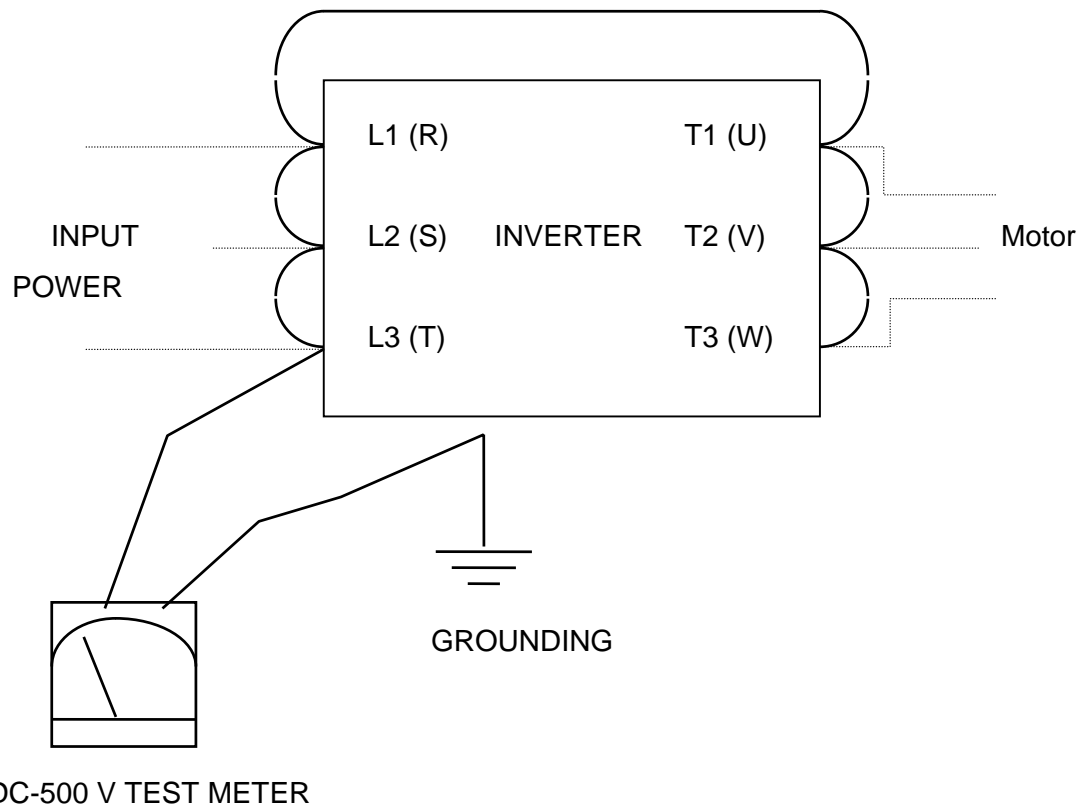 L1 (R) T1 (U)
INPUT L2 (S) INVERTER T2 (V) Motor
POWER
L3 (T) T3 (W)
GROUNDING
DC-500 V TEST METER